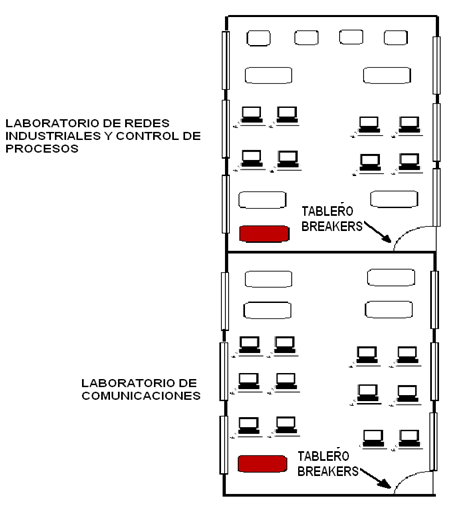 LABORATORIO DE REDES
INDUSTRIALES Y CONTROL DE
PROCESOS
TABLERO
BREAKERS
LABORATORIO DE
COMUNICACIONES
TABLERO
BREAKERS